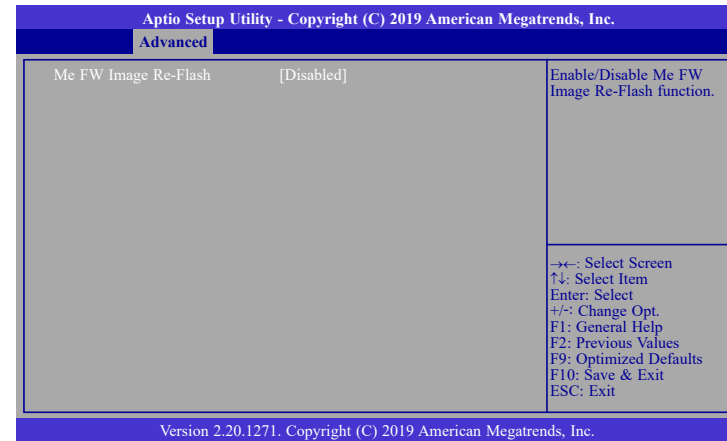 Aptio Setup Utility - Copyright (C) 2019 American Megatrends, Inc.
Advanced
Me FW Image Re-Flash [Disabled]
Enable/Disable Me FW
Image Re-Flash function.
→←: Select Screen
↑↓: Select Item
Enter: Select
+/-: Change Opt.
F1: General Help
F2: Previous Values
F9: Optimized Defaults
F10: Save & Exit
ESC: Exit
Version 2.20.1271. Copyright (C) 2019 American Megatrends, Inc.